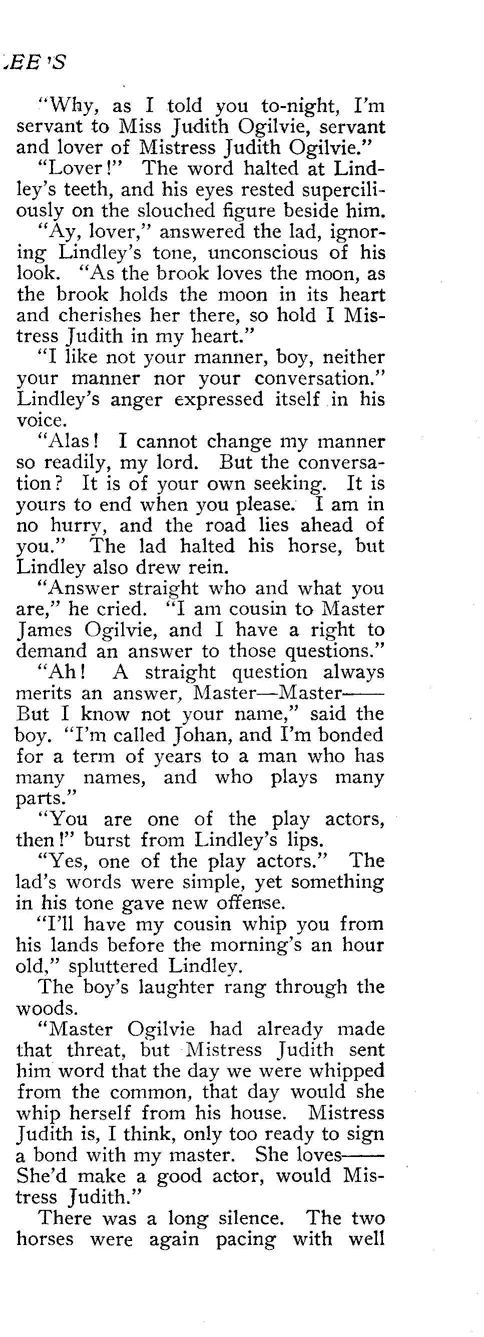 .EE'S
"Why, as I told you to-night, I'm
servant to Miss Judith Ogilvie, servant
and lover of Mistress Judith Ogilvie."
"Lover!" The word halted at Lind-
ley's teeth, and his eyes rested supercili-
ously on the slouched figure beside him.
"Ay, lover," answered the lad, ignor-
ing Lindley's tone, unconscious of his
look. "As the brook loves the moon, as
the brook holds the moon in its heart
and cherishes her there, so hold I Mis-
tress Judith in my heart."
"I like not your manner, boy, neither
your manner nor your conversation."
Lindley's anger expressed itself in his
voice.
"Alas! I cannot change my manner
so readily, my lord. But the conversa-
tion? It is of your own seeking. It is
yours to end when you please. I am in
no hurry, and the road lies ahead of
you." The lad halted his horse, but
Lindley also drew rein.
"Answer straight who and what you
are," he cried. "I am cousin to Master
James Ogilvie, and I have a right to
demand an answer to those questions."
"Ah! A straight question always
merits an answer, Master—Master——
But I know not your name," said the
boy. "I'm called Johan, and I'm bonded
for a term of years to a man who has
many names, and who plays many
parts."
"You are one of the play actors,
then!" burst from Lindley's lips.
"Yes, one of the play actors." The
lad's words were simple, yet something
in his tone gave new offense.
"I'll have my cousin whip you from
his lands before the morning's an hour
old," spluttered Lindley.
The boy's laughter rang through the
woods.
"Master Ogilvie had already made
that threat, but Mistress Judith sent
him word that the day we were whipped
from the common, that day would she
whip herself from his house. Mistress
Judith is, I think, only too ready to sign
a bond with my master. She loves——
She'd make a good actor, would Mis-
tress Judith."
There was a long silence. The two
horses were again pacing with well